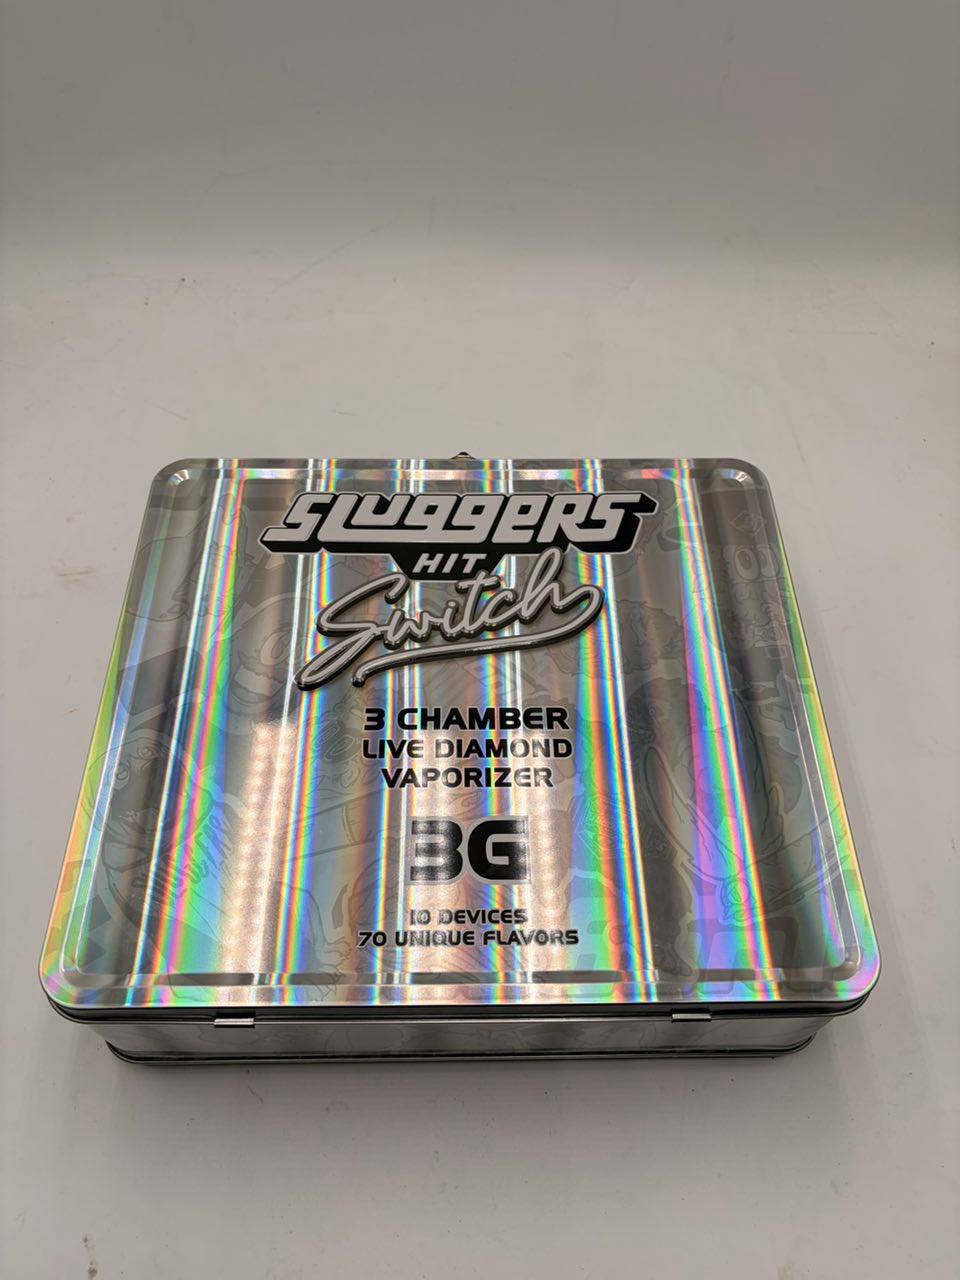 SLUGGERS
HIT
Switch
3 CHAMBER
LIVE DIAMOND
VAPORIZER
3G
10 DEVICES
70 UNIQUE FLAVORS